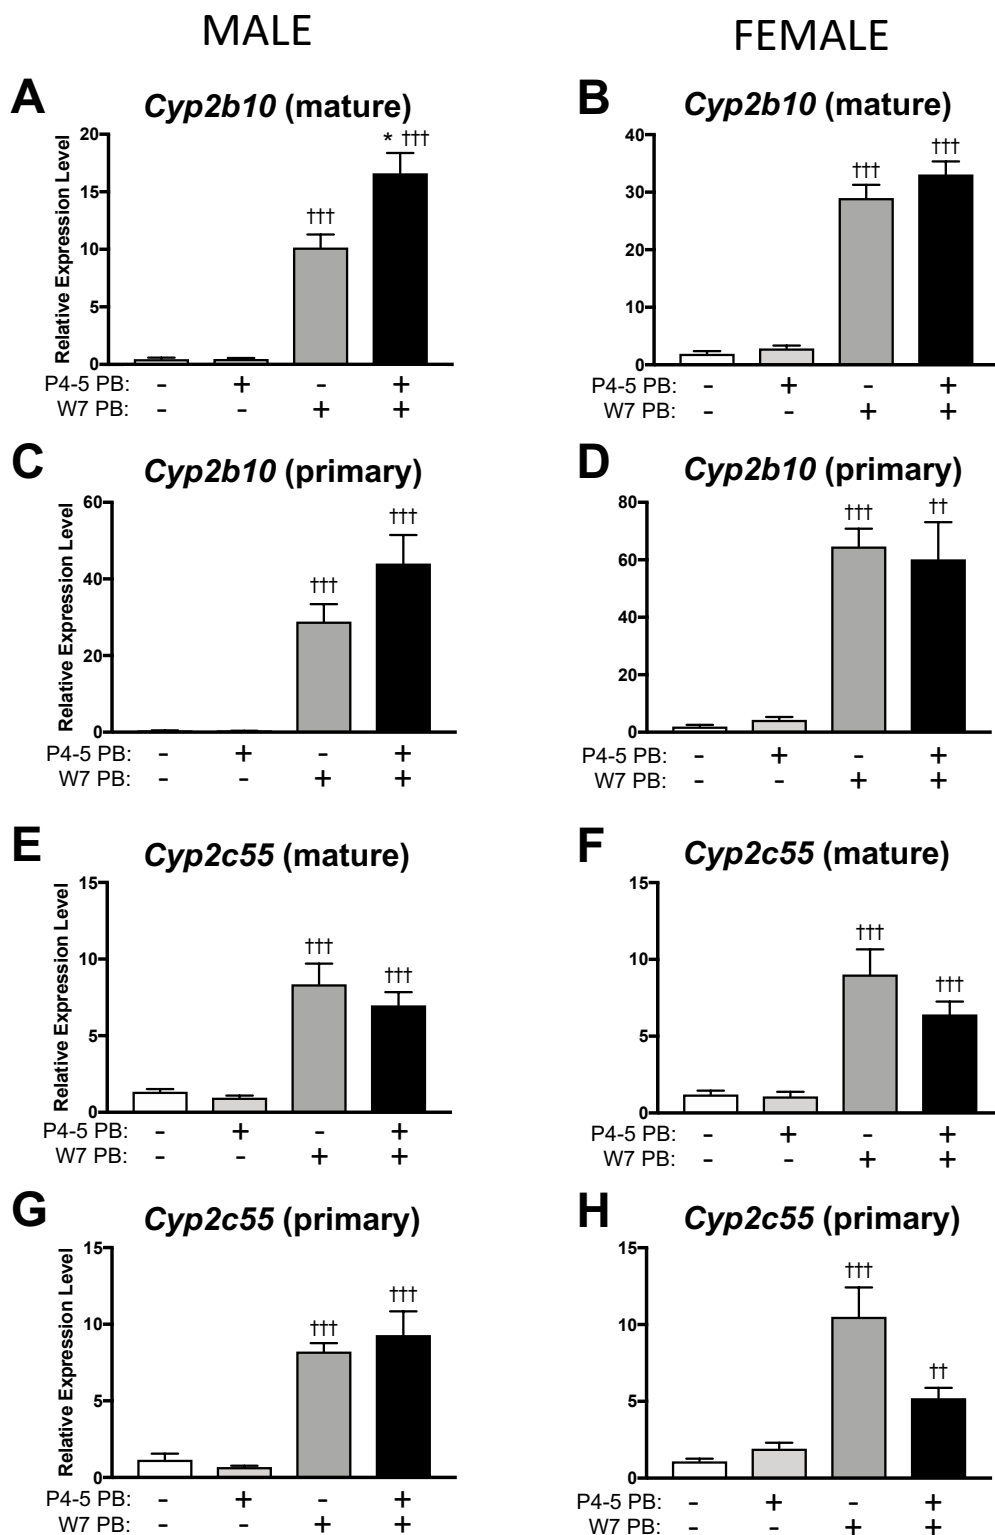 MALE
FEMALE
A
Cyp2b10 (mature)
Relative Expression Level
20
15
10
5
0
†††
* †††
P4-5 PB: - + - +
W7 PB: - - + +
B
Cyp2b10 (mature)
40
30
20
10
0
†††
†††
P4-5 PB: - + - +
W7 PB: - - + +
C
Cyp2b10 (primary)
Relative Expression Level
60
40
20
0
†††
†††
P4-5 PB: - + - +
W7 PB: - - + +
D
Cyp2b10 (primary)
80
60
40
20
0
†††
††
P4-5 PB: - + - +
W7 PB: - - + +
E
Cyp2c55 (mature)
Relative Expression Level
15
10
5
0
†††
†††
P4-5 PB: - + - +
W7 PB: - - + +
F
Cyp2c55 (mature)
15
10
5
0
†††
†††
P4-5 PB: - + - +
W7 PB: - - + +
G
Cyp2c55 (primary)
Relative Expression Level
15
10
5
0
†††
†††
P4-5 PB: - + - +
W7 PB: - - + +
H
Cyp2c55 (primary)
15
10
5
0
†††
††
P4-5 PB: - + - +
W7 PB: - - + +